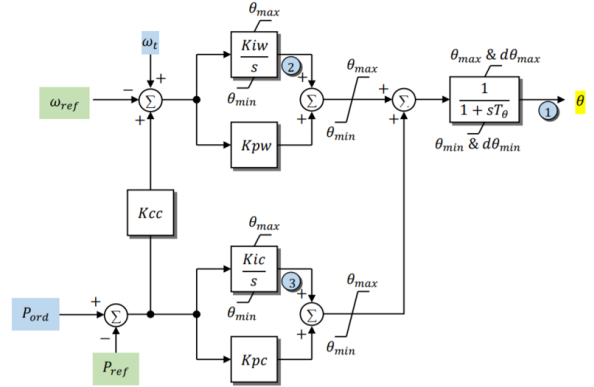 θmax
ωt
Kiw
s
2
θmin
θmax
θmax & dθmax
ωref
−
+
+
Σ
+
+
Σ
θmin
+
+
Σ
1
1 + sTθ
1
θ
Kpw
θmin & dθmin
Kcc
θmax
Kic
s
3
θmin
θmax
Pord
+
−
Σ
+
+
Σ
θmin
Pref
Kpc